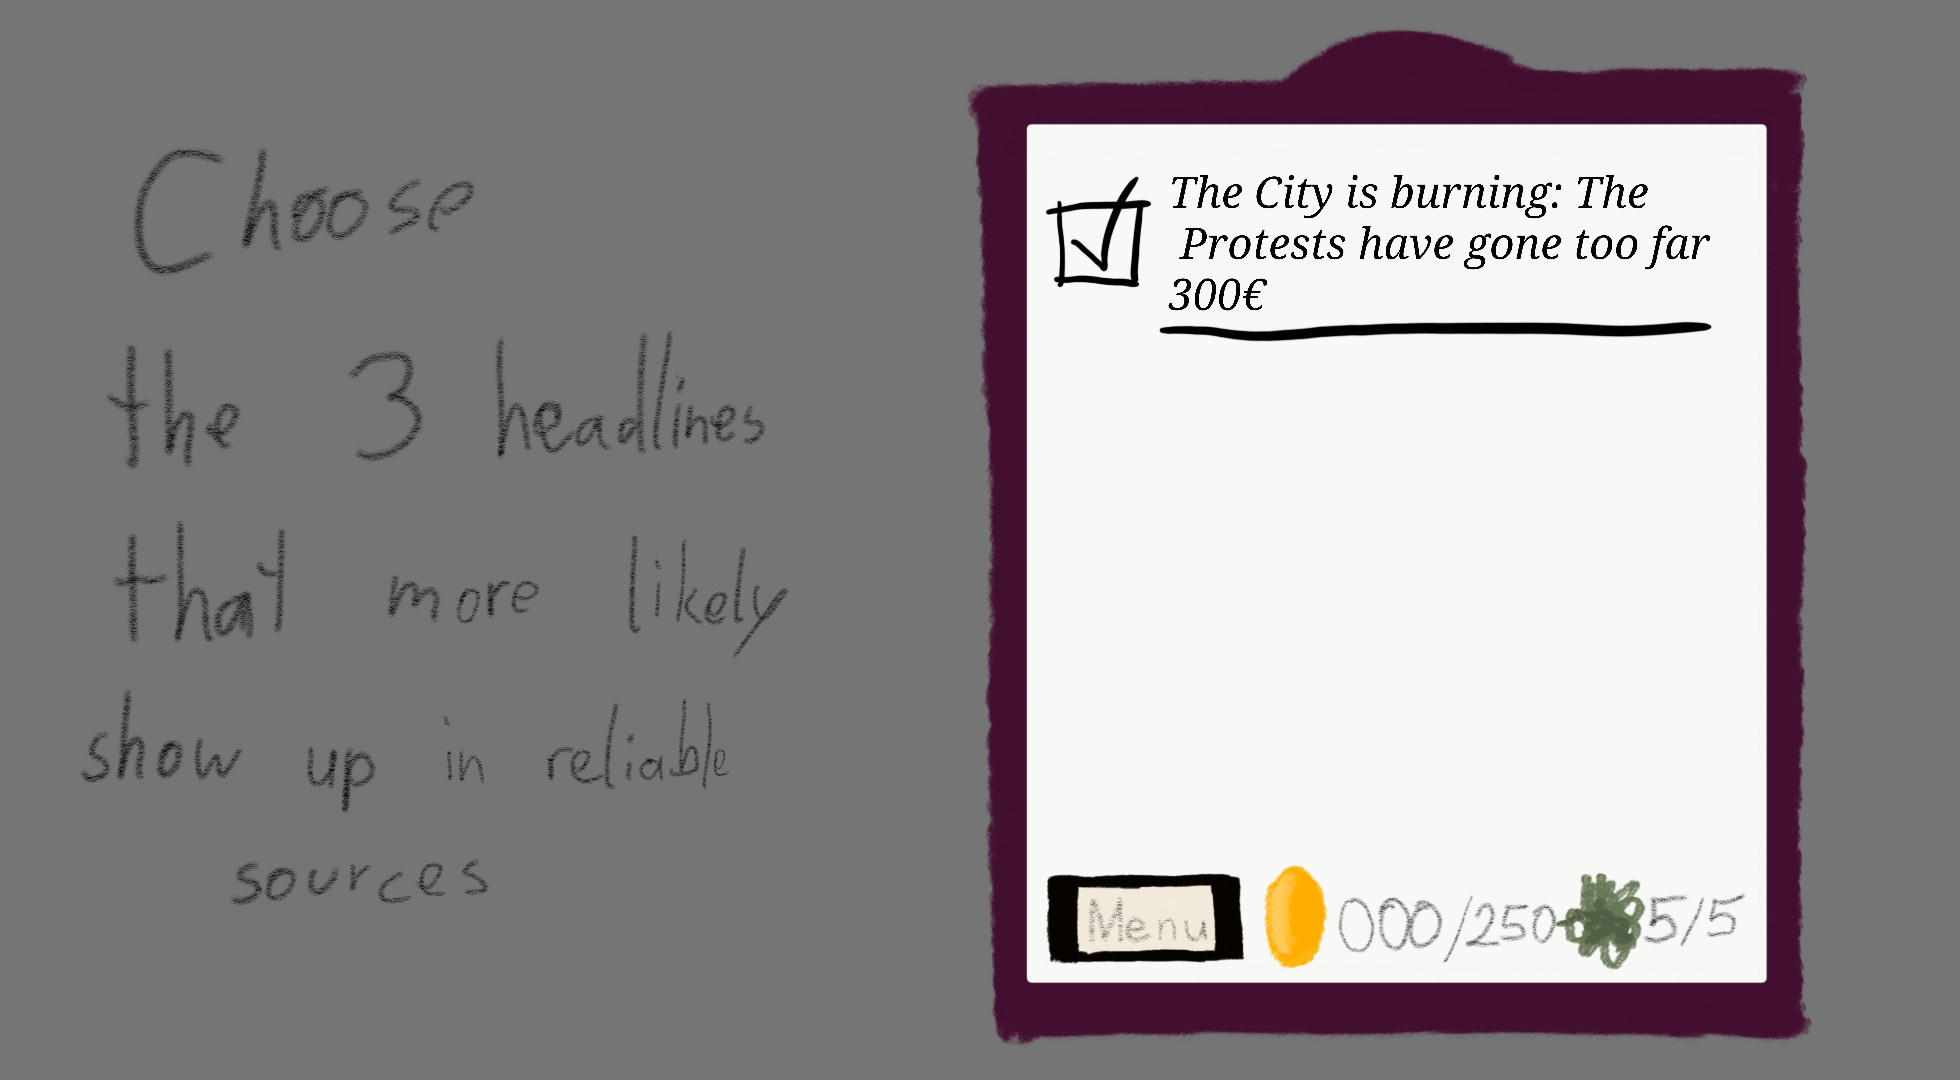 Choose
the 3 headlines
that more likely
show up in reliable
sources
The City is burning: The
Protests have gone too far
300€
Menu 000/250 5/5